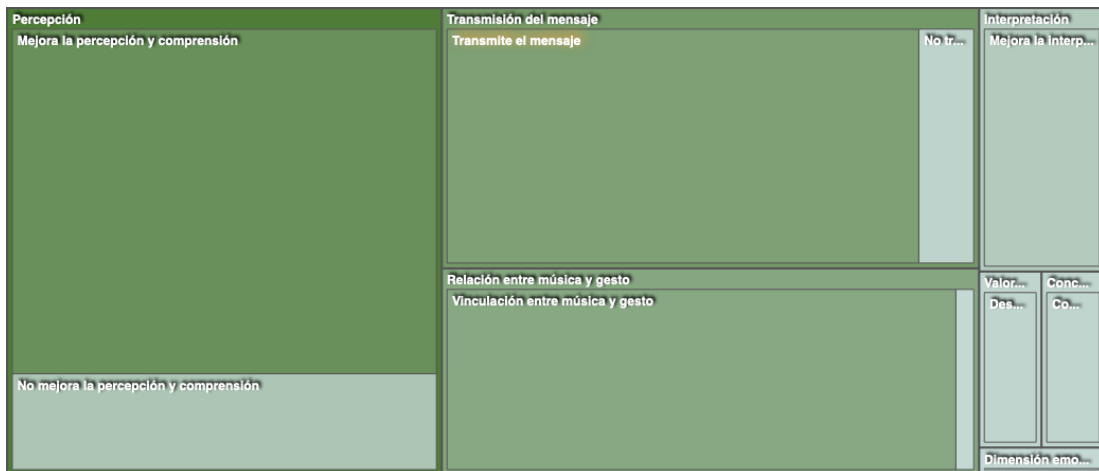 Percepción
Mejora la percepción y comprensión
No mejora la percepción y comprensión
Transmisión del mensaje
Transmite el mensaje
No tr...
Relación entre música y gesto
Vinculación entre música y gesto
Interpretación
Mejora la interp...
Valor...
Des...
Conc...
Co...
Dimensión emo...